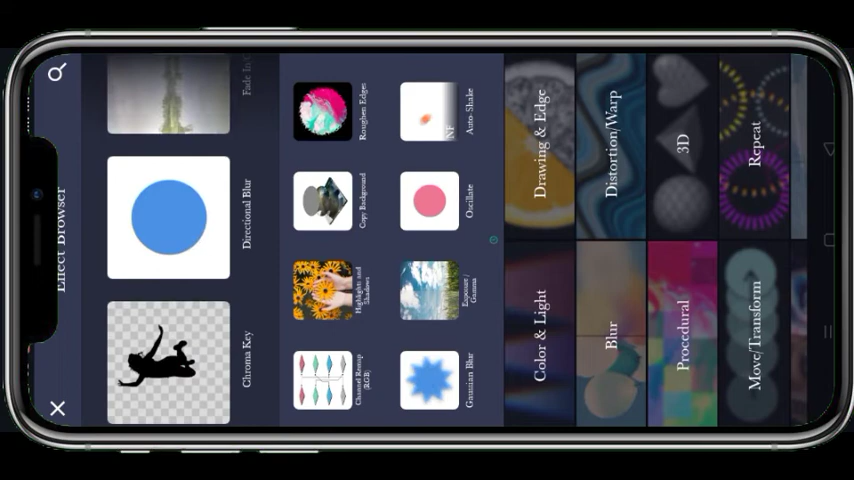 Effect Browser
Chroma Key
Directional Blur
Fade In
Channel Remap
(RGB)
Highlights and
Shadows
Copy Background
Roughen Edges
Gaussian Blur
Exposure /
Gamma
Oscillate
Auto-Shake
Color & Light
Drawing & Edge
Blur
Distortion/Warp
Procedural
3D
Move/Transform
Repeat